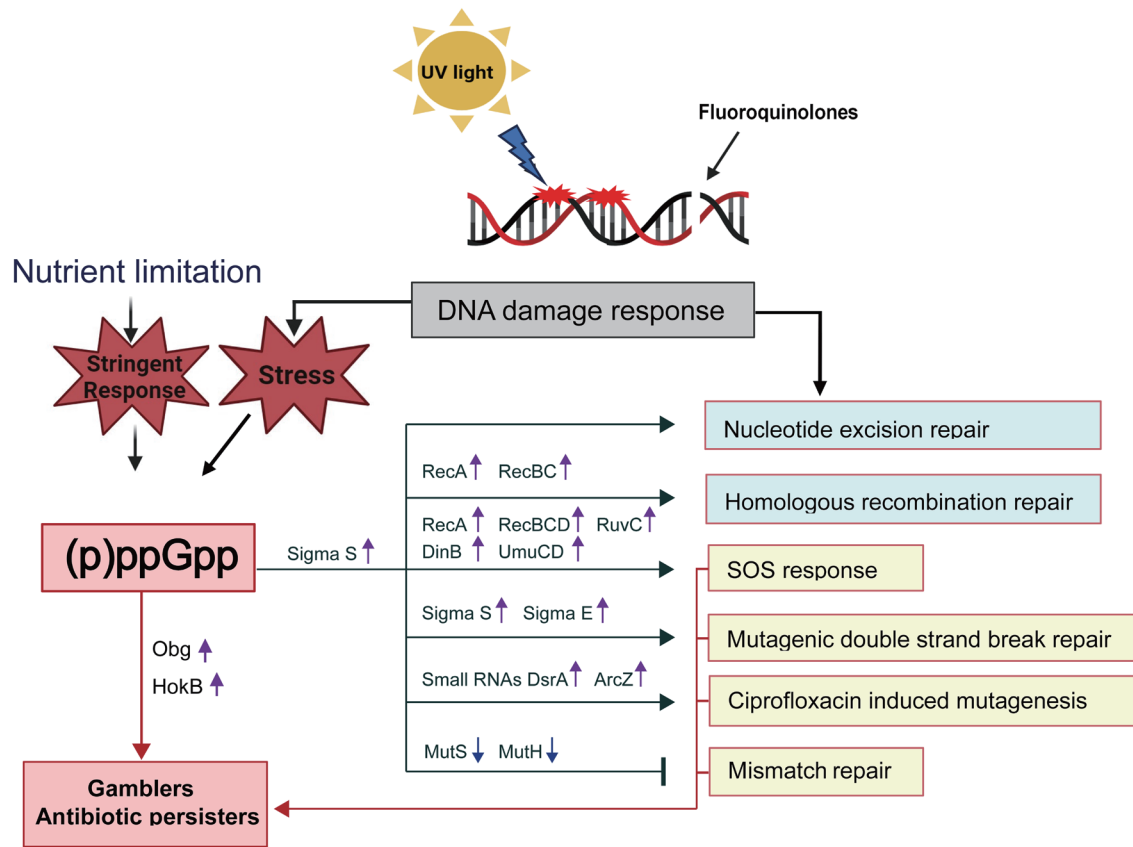 UV light
Fluoroquinolones
Nutrient limitation
DNA damage response
Stringent
Response
Stress
Nucleotide excision repair
RecA RecBC
Homologous recombination repair
RecA RecBCD RuvC
DinB UmuCD
(p)ppGpp
Sigma S
SOS response
Sigma S Sigma E
Mutagenic double strand break repair
Obg
HokB
Small RNAs DsrA ArcZ
Ciprofloxacin induced mutagenesis
MutS MutH
Mismatch repair
Gamblers
Antibiotic persisters